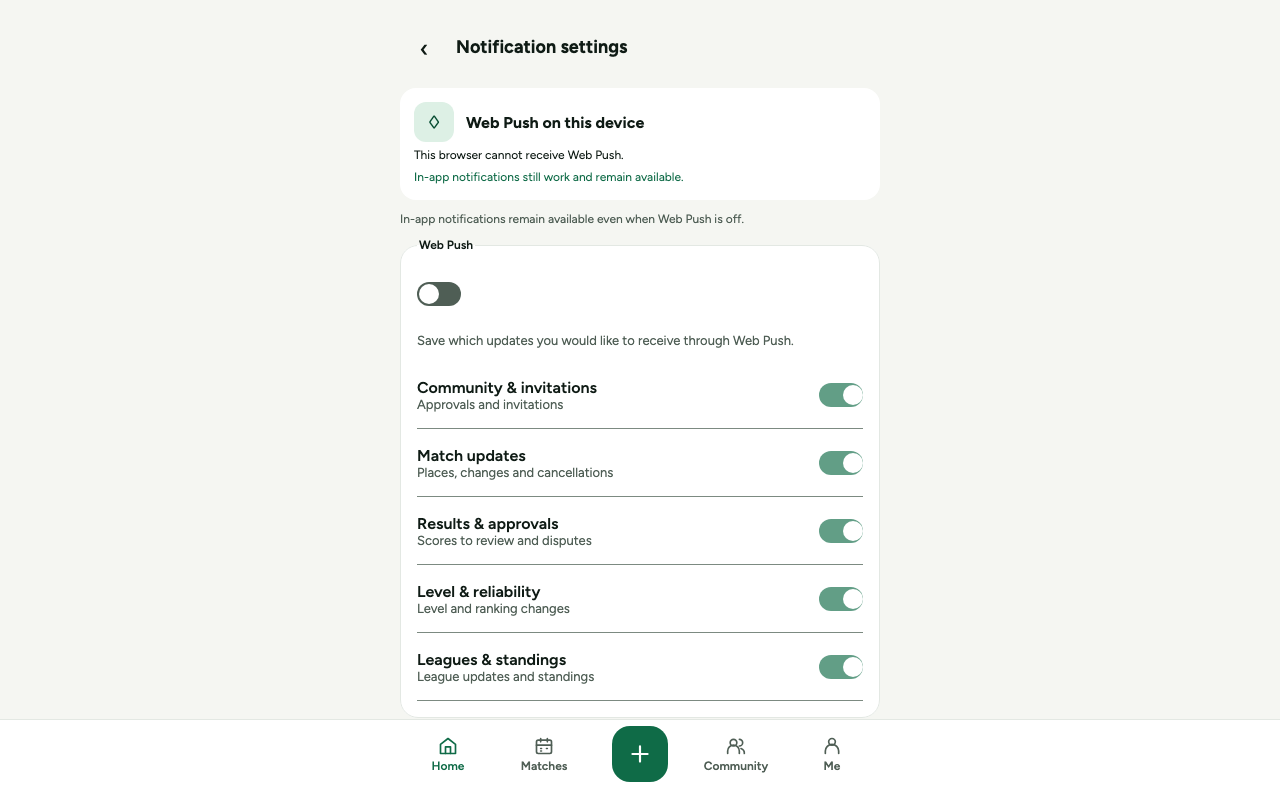 Notification settings
Web Push on this device
This browser cannot receive Web Push.
In-app notifications still work and remain available.
In-app notifications remain available even when Web Push is off.
Web Push
Save which updates you would like to receive through Web Push.
Community & invitations
Approvals and invitations
Match updates
Places, changes and cancellations
Results & approvals
Scores to review and disputes
Level & reliability
Level and ranking changes
Leagues & standings
League updates and standings
Home
Matches
Community
Me